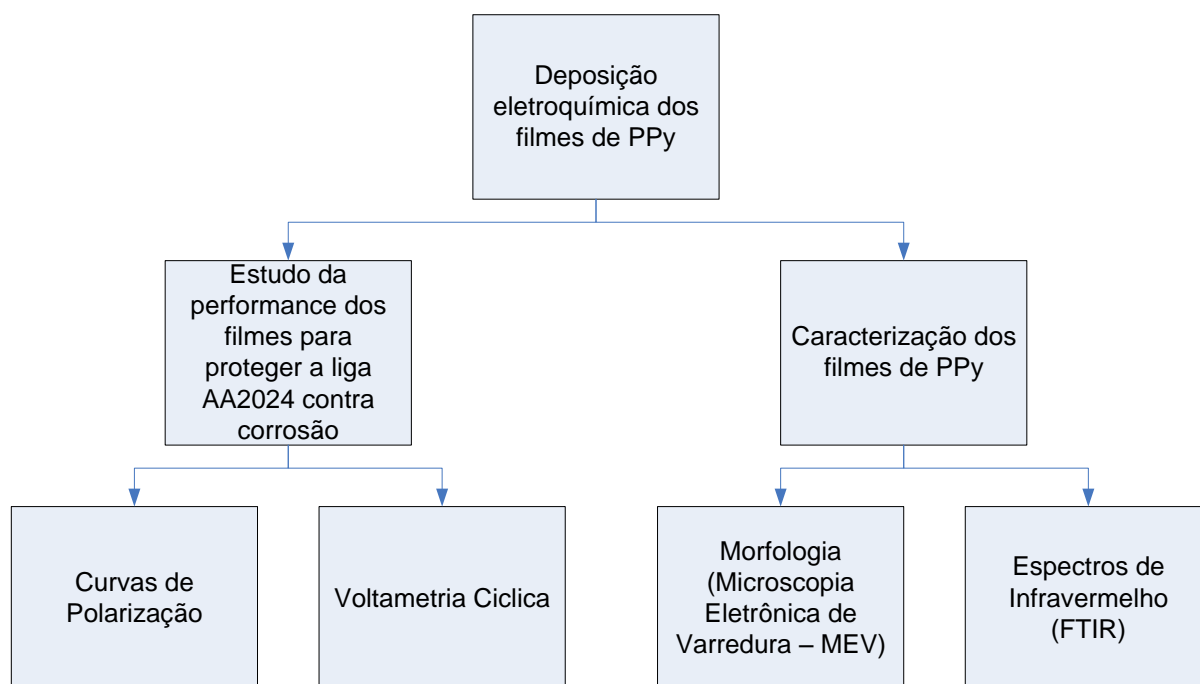 Deposição
eletroquímica dos
filmes de PPy
Estudo da
performance dos
filmes para
proteger a liga
AA2024 contra
corrosão
Caracterização dos
filmes de PPy
Curvas de
Polarização
Voltametria Ciclica
Morfologia
(Microscopia
Eletrônica de
Varredura – MEV)
Espectros de
Infravermelho
(FTIR)